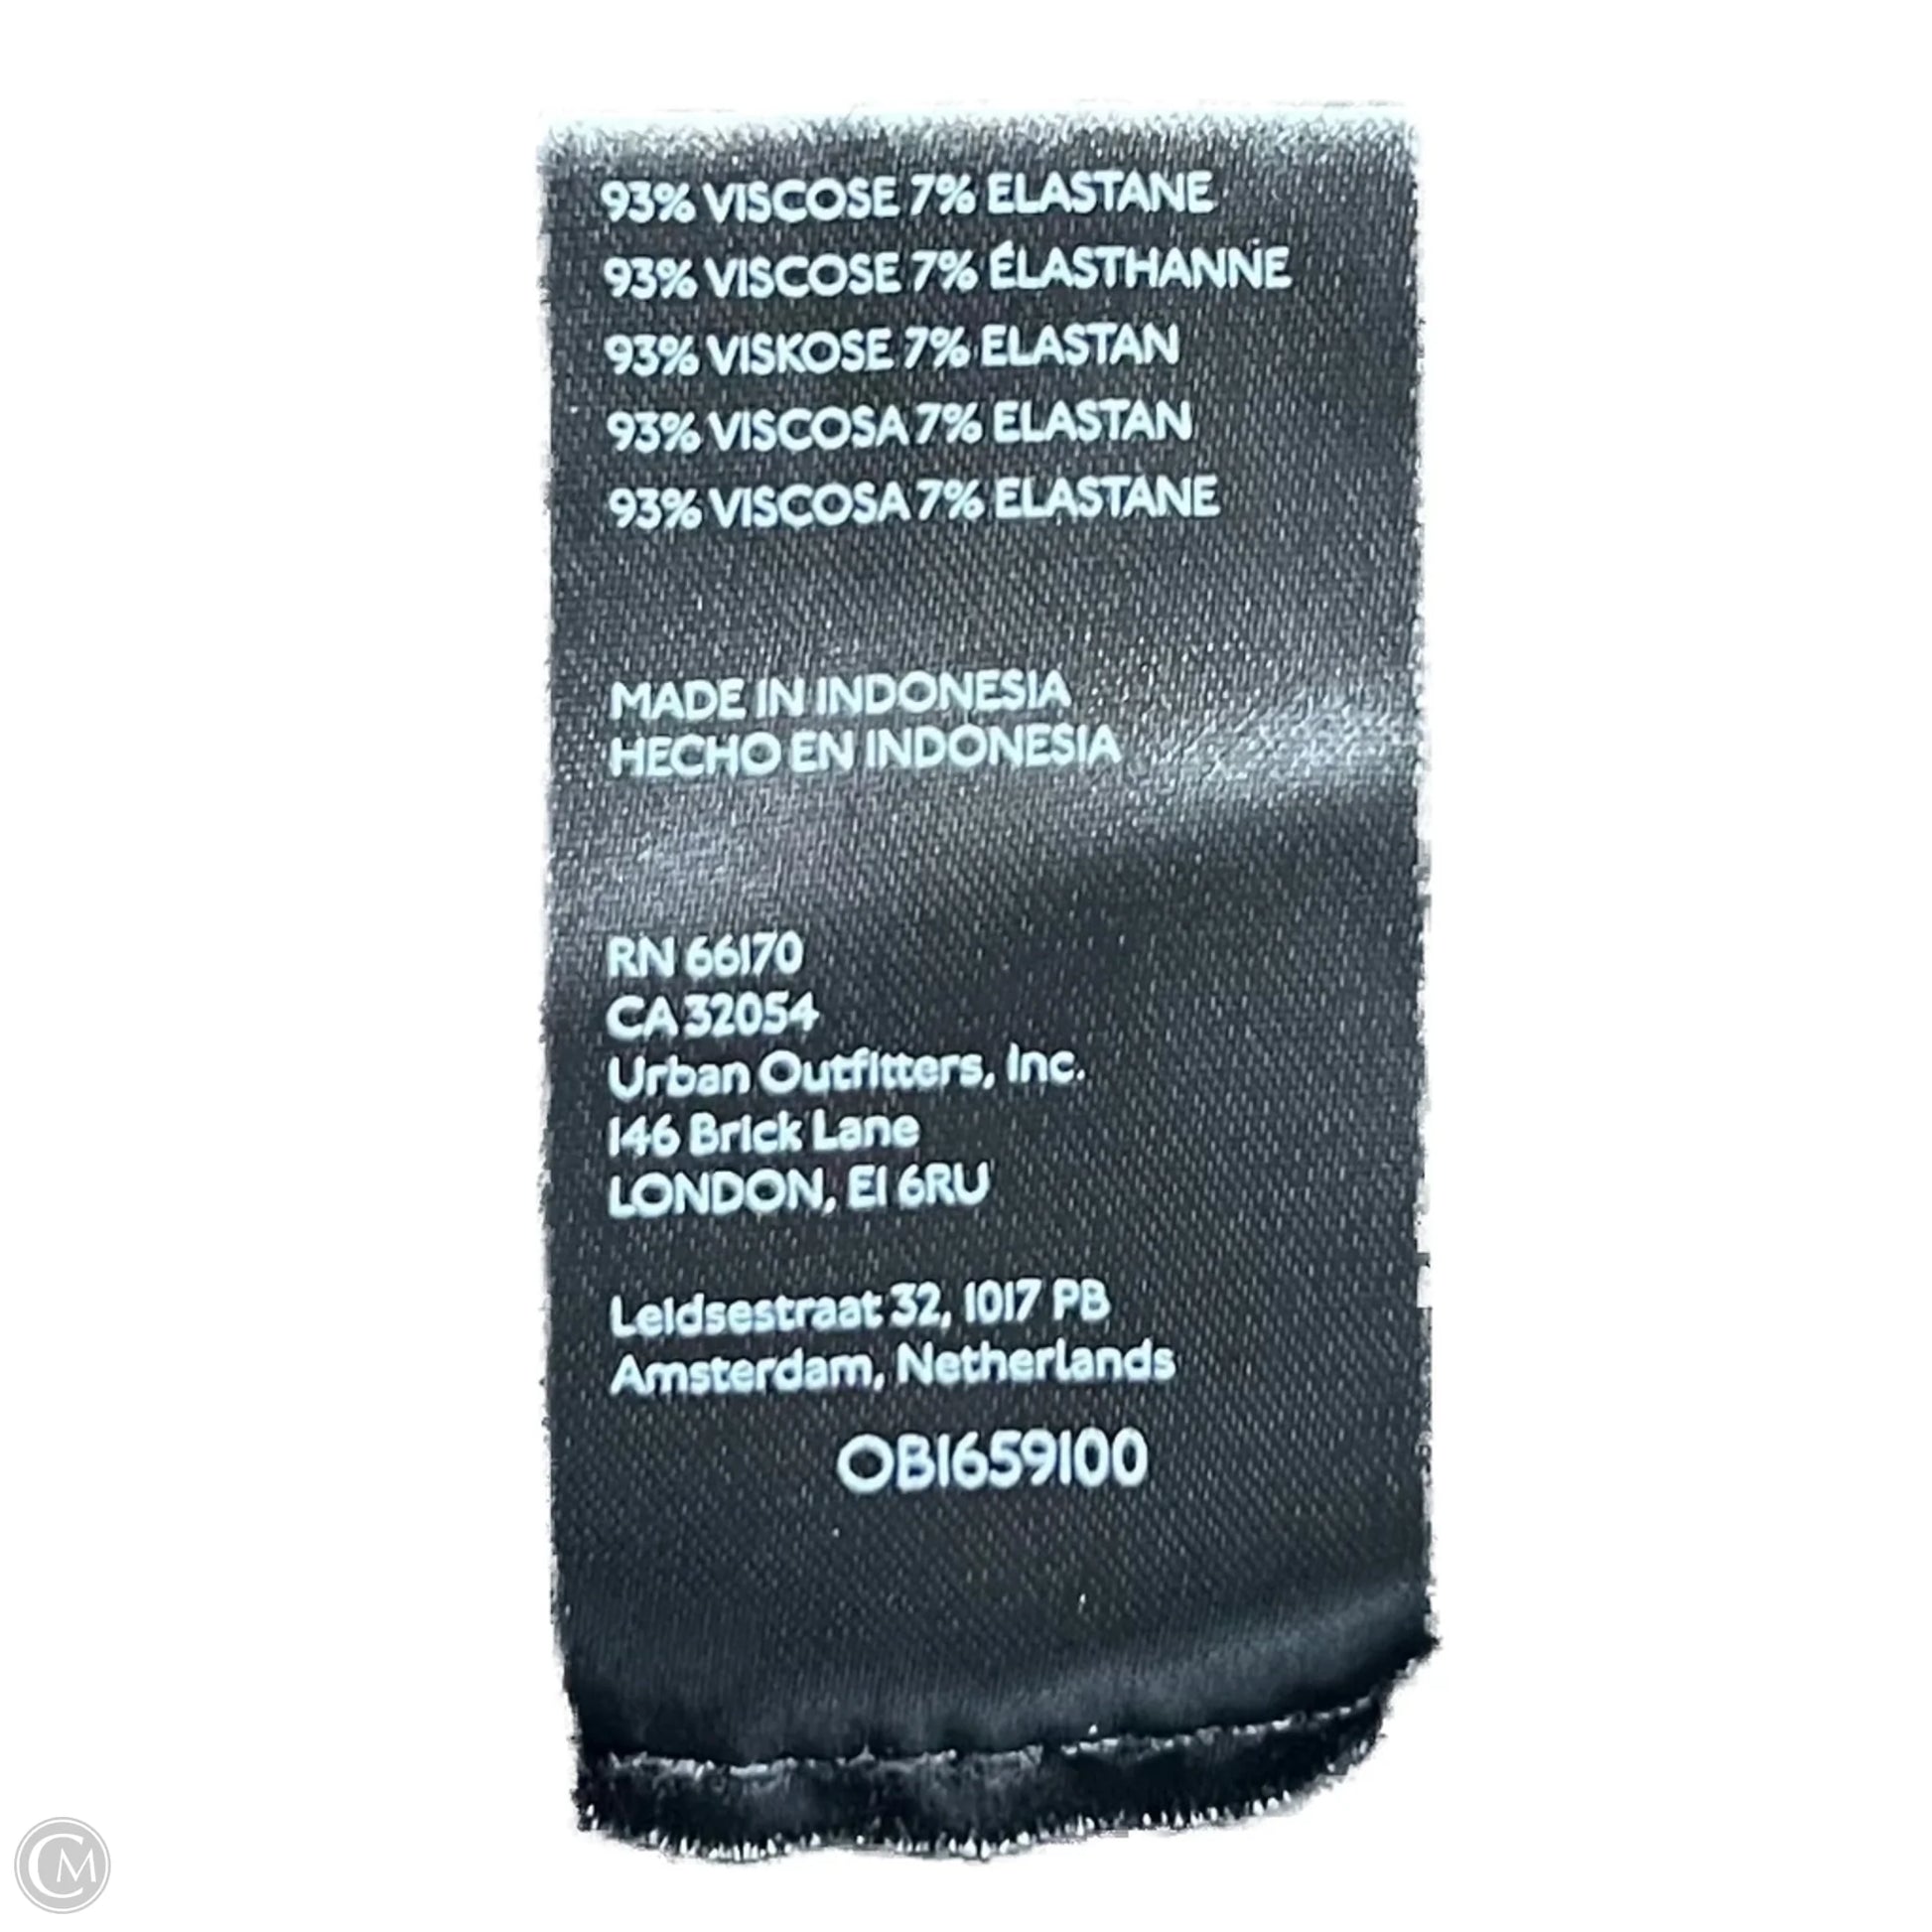 93% VISCOSE 7% ELASTANE
93% VISCOSE 7% ÉLASTHANNE
93% VISKOSE 7% ELASTAN
93% VISCOSA 7% ELASTAN
93% VISCOSA 7% ELASTANE
MADE IN INDONESIA
HECHO EN INDONESIA
RN 66170
CA 32054
Urban Outfitters, Inc.
146 Brick Lane
LONDON, E1 6RU
Leidsestraat 32, 1017 PB
Amsterdam, Netherlands
OB1659100
CM